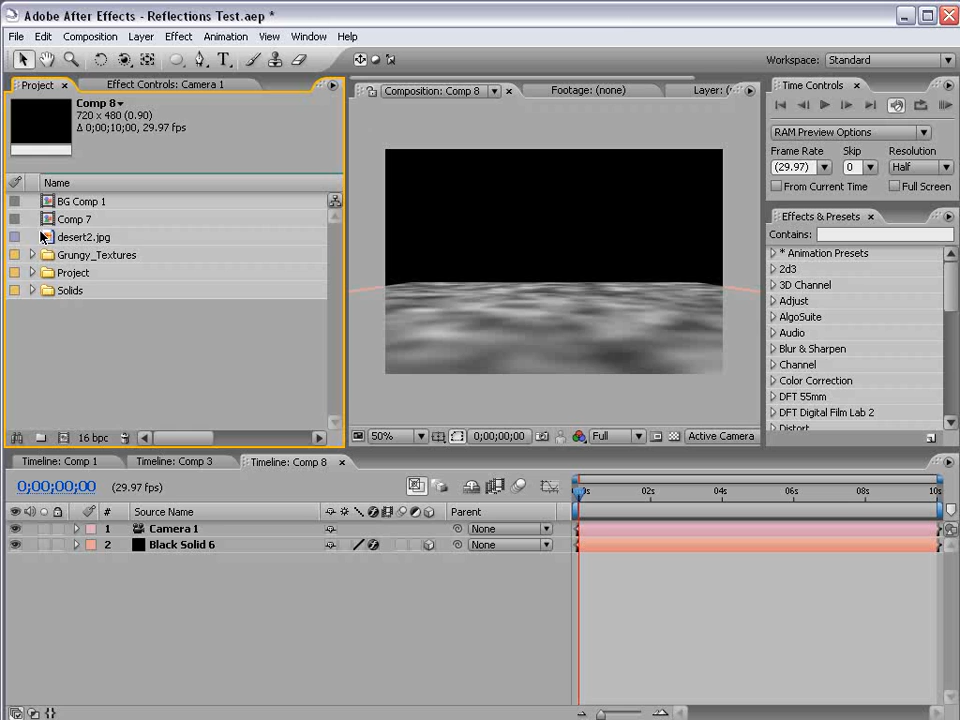 Adobe After Effects - Reflections Test.aep *
File Edit Composition Layer Effect Animation View Window Help
Workspace: Standard
Project Effect Controls: Camera 1
Composition: Comp 8 Footage: (none) Layer: (
Time Controls
Comp 8
720 x 480 (0.90)
Δ 0;00;10;00, 29.97 fps
RAM Preview Options
Frame Rate Skip Resolution
(29.97) 0 Half
From Current Time Full Screen
Name
BG Comp 1
Comp 7
desert2.jpg
Grungy_Textures
Project
Solids
Effects & Presets
Contains:
* Animation Presets
2d3
3D Channel
Adjust
AlgoSuite
Audio
Blur & Sharpen
Channel
Color Correction
DFT 55mm
DFT Digital Film Lab 2
Distort
16 bpc
50% 0;00;00;00 Full Active Camera
Timeline: Comp 1 Timeline: Comp 3 Timeline: Comp 8
0;00;00;00 (29.97 fps)
02s 04s 06s 08s 10s
# Source Name Parent
1 Camera 1 None
2 Black Solid 6 None